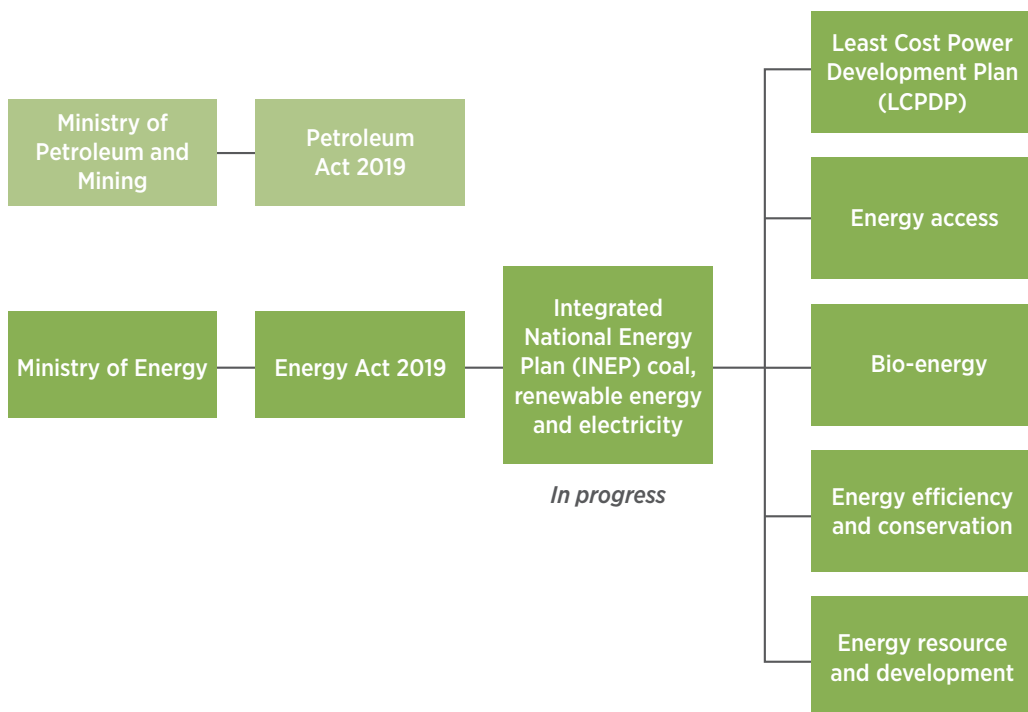 Ministry of
Petroleum and
Mining
Petroleum
Act 2019
Ministry of Energy
Energy Act 2019
Integrated
National Energy
Plan (INEP) coal,
renewable energy
and electricity
In progress
Least Cost Power
Development Plan
(LCPDP)
Energy access
Bio-energy
Energy efficiency
and conservation
Energy resource
and development